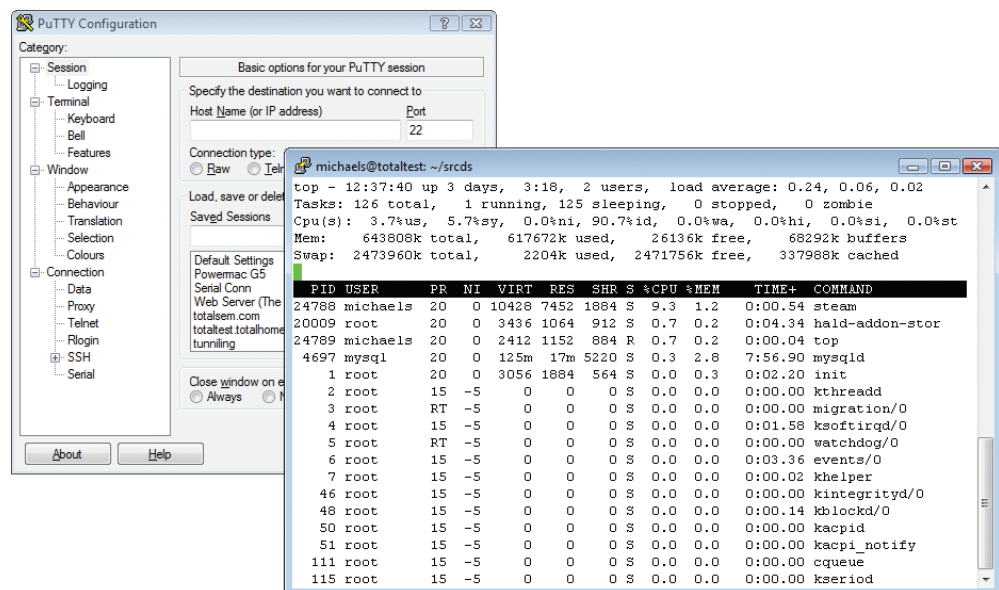 PuTTY Configuration
Category:
Session
Logging
Terminal
Keyboard
Bell
Features
Window
Appearance
Behaviour
Translation
Selection
Colours
Connection
Data
Proxy
Telnet
Rlogin
SSH
Serial
About
Help
Basic options for your PuTTY session
Specify the destination you want to connect to
Host Name (or IP address) Port
22
Connection type:
Raw
Load, save or
Saved Sessions
Default Settings
Powermac G5
Serial Conn
Web Server (The
totalsem.com
totaltest.totalhome
tunniling
Close window on e
Always
michaels@totaltest: ~/srcds
top - 12:37:40 up 3 days,  3:18,  2 users,  load average: 0.24, 0.06, 0.02
Tasks: 126 total,   1 running, 125 sleeping,   0 stopped,   0 zombie
Cpu(s):  3.7%us,  5.7%sy,  0.0%ni, 90.7%id,  0.0%wa,  0.0%hi,  0.0%si,  0.0%st
Mem:    643808k total,   617672k used,    26136k free,    68292k buffers
Swap:  2473960k total,     2204k used,  2471756k free,   337988k cached
PID USER      PR  NI  VIRT  RES  SHR S %CPU %MEM    TIME+  COMMAND
24788 michaels  20   0 10428 7452 1884 S  9.3  1.2   0:00.54 steam
20009 root      20   0  3436 1064  912 S  0.7  0.2   0:04.34 hald-addon-stor
24789 michaels  20   0  2412 1152  884 R  0.7  0.2   0:00.04 top
4697 mysql     20   0  125m  17m 5220 S  0.3  2.8   7:56.90 mysqld
1 root      20   0  3056 1884  564 S  0.0  0.3   0:02.20 init
2 root      15  -5     0    0    0 S  0.0  0.0   0:00.00 kthreadd
3 root      RT  -5     0    0    0 S  0.0  0.0   0:00.00 migration/0
4 root      15  -5     0    0    0 S  0.0  0.0   0:01.58 ksoftirqd/0
5 root      RT  -5     0    0    0 S  0.0  0.0   0:00.00 watchdog/0
6 root      15  -5     0    0    0 S  0.0  0.0   0:03.36 events/0
7 root      15  -5     0    0    0 S  0.0  0.0   0:00.02 khelper
46 root      15  -5     0    0    0 S  0.0  0.0   0:00.00 kintegrityd/0
48 root      15  -5     0    0    0 S  0.0  0.0   0:00.14 kblockd/0
50 root      15  -5     0    0    0 S  0.0  0.0   0:00.00 kacpid
51 root      15  -5     0    0    0 S  0.0  0.0   0:00.00 kacpi_notify
111 root      15  -5     0    0    0 S  0.0  0.0   0:00.00 cqueue
115 root      15  -5     0    0    0 S  0.0  0.0   0:00.00 kseriod